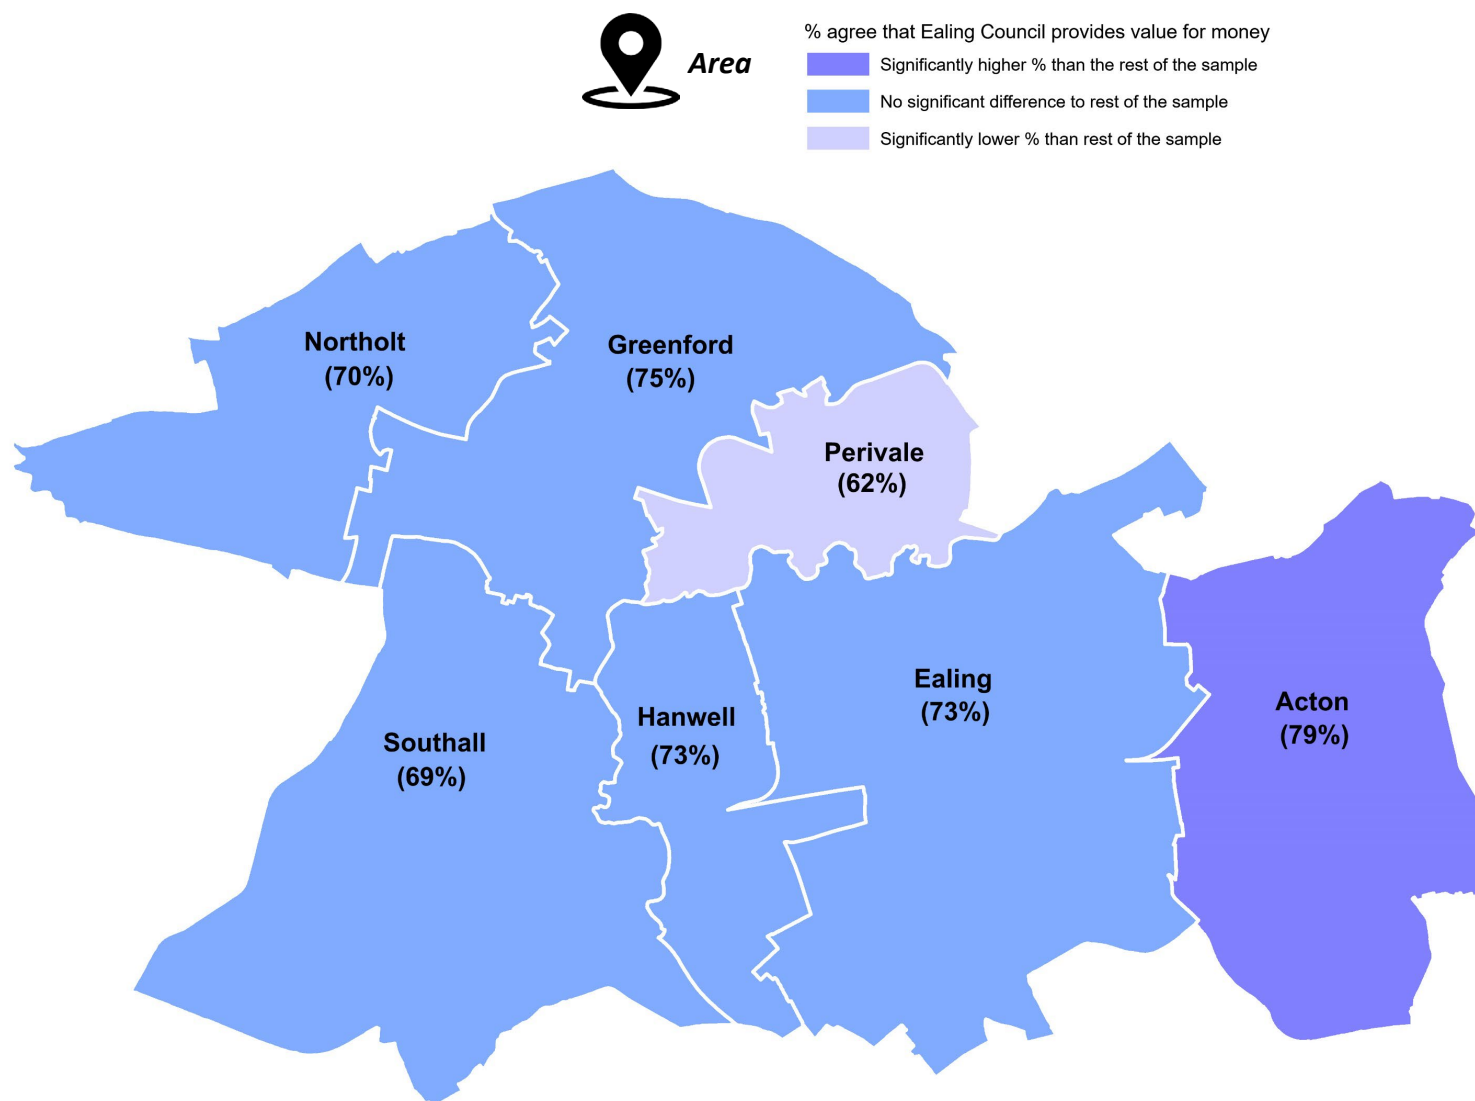 Area
% agree that Ealing Council provides value for money
Significantly higher % than the rest of the sample
No significant difference to rest of the sample
Significantly lower % than rest of the sample
Northolt
(70%)
Greenford
(75%)
Perivale
(62%)
Ealing
(73%)
Acton
(79%)
Hanwell
(73%)
Southall
(69%)